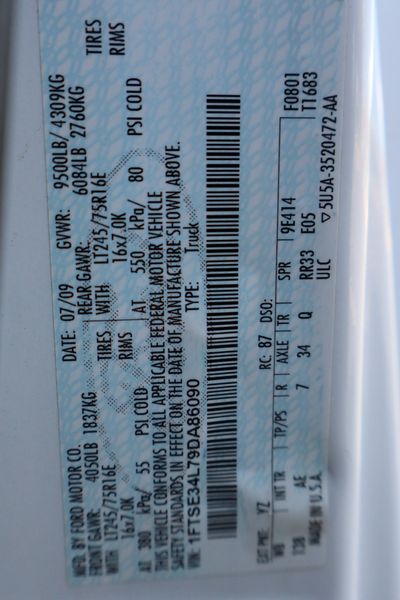 MFG. BY FORD MOTOR CO. DATE: 07/09 GVWR: 9500LB/ 4309KG
FRONT GAWR: 4050LB 1837KG REAR GAWR: 6084LB 2760KG
WITH LT245/75R16E TIRES WITH LT245/75R16E TIRES
16x7.0K RIMS 16x7.0K RIMS
AT 380 kPa/ 55 PSI COLD AT 550 kPa/ 80 PSI COLD
THIS VEHICLE CONFORMS TO ALL APPLICABLE FEDERAL MOTOR VEHICLE
SAFETY STANDARDS IN EFFECT ON THE DATE OF MANUFACTURE SHOWN ABOVE.
VIN: 1FTSE34L79DA86090 TYPE: Truck
F0801
T1683
EXT PNT: YZ RC: 87 DSO:
WB INT TR TP/PS R AXLE TR SPR 9E414
138 AE 7 34 Q RR33 E05
MADE IN U.S.A. ULC ▽5U5A-3520472-AA